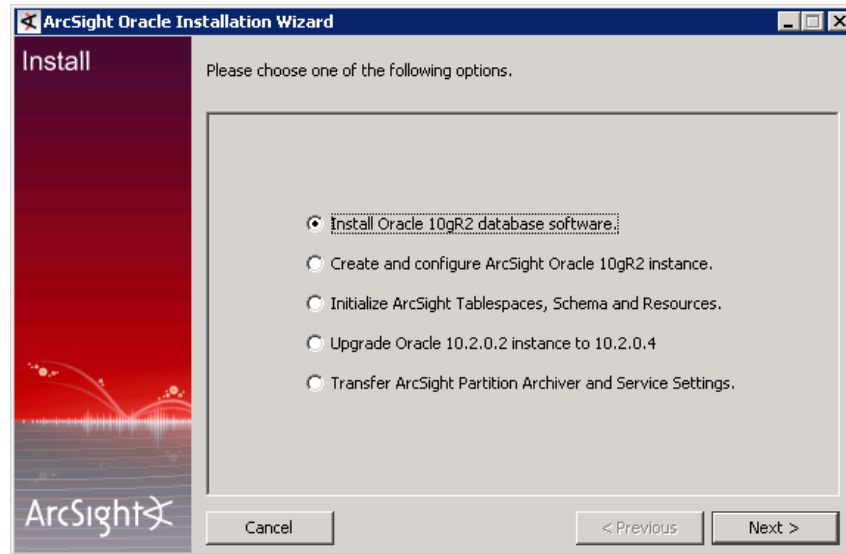 ArcSight Oracle Installation Wizard
Install
Please choose one of the following options.
Install Oracle 10gR2 database software.
Create and configure ArcSight Oracle 10gR2 instance.
Initialize ArcSight Tablespaces, Schema and Resources.
Upgrade Oracle 10.2.0.2 instance to 10.2.0.4
Transfer ArcSight Partition Archiver and Service Settings.
ArcSight
Cancel
< Previous
Next >